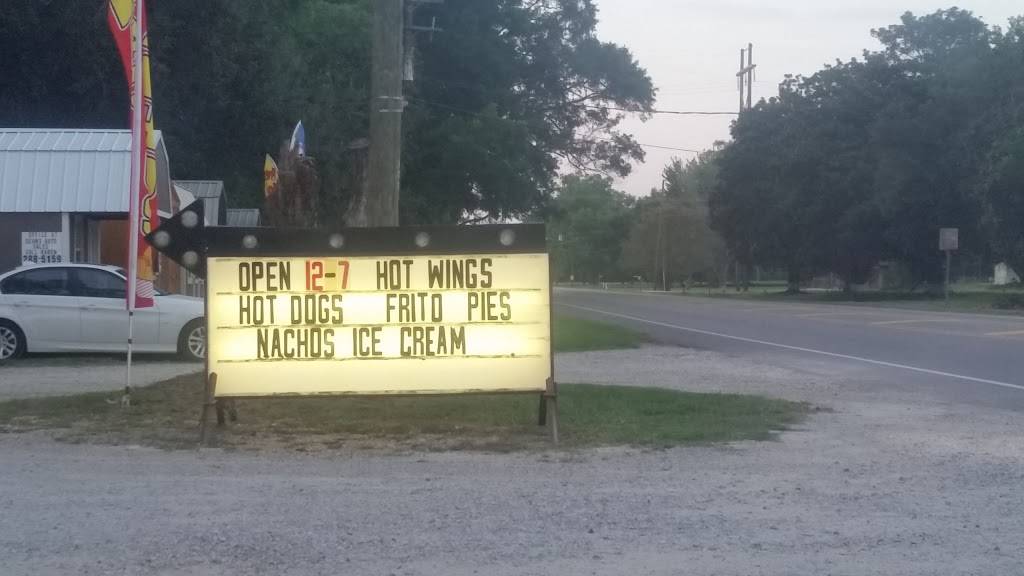 OPEN 12-7 HOT WINGS
HOT DOGS FRITO PIES
NACHOS ICE CREAM